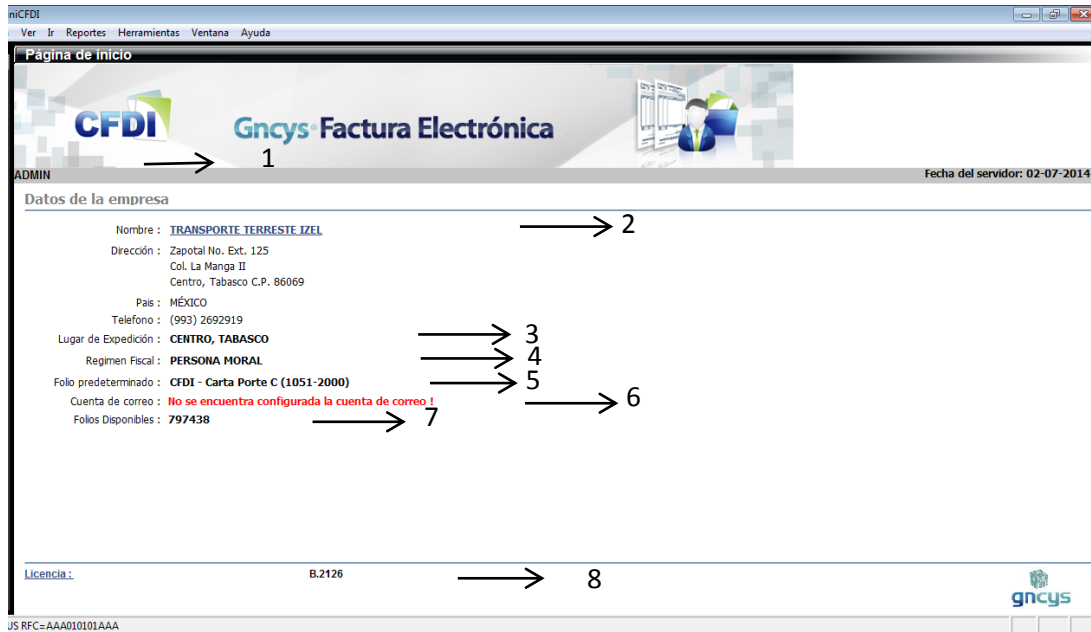 niCFDI
Ver Ir Reportes Herramientas Ventana Ayuda
Página de inicio
CFDI
Gncys Factura Electrónica
1
ADMIN
Fecha del servidor: 02-07-2014
Datos de la empresa
Nombre : TRANSPORTE TERRESTE IZEL
2
Dirección : Zapotal No. Ext. 125
Col. La Manga II
Centro, Tabasco C.P. 86069
Pais : MÉXICO
Telefono : (993) 2692919
Lugar de Expedición : CENTRO, TABASCO
3
Regimen Fiscal : PERSONA MORAL
4
Folio predeterminado : CFDI - Carta Porte C (1051-2000)
5
Cuenta de correo : No se encuentra configurada la cuenta de correo !
6
Folios Disponibles : 797438
7
Licencia :
B.2126
8
gncys
US RFC=AAA010101AAA